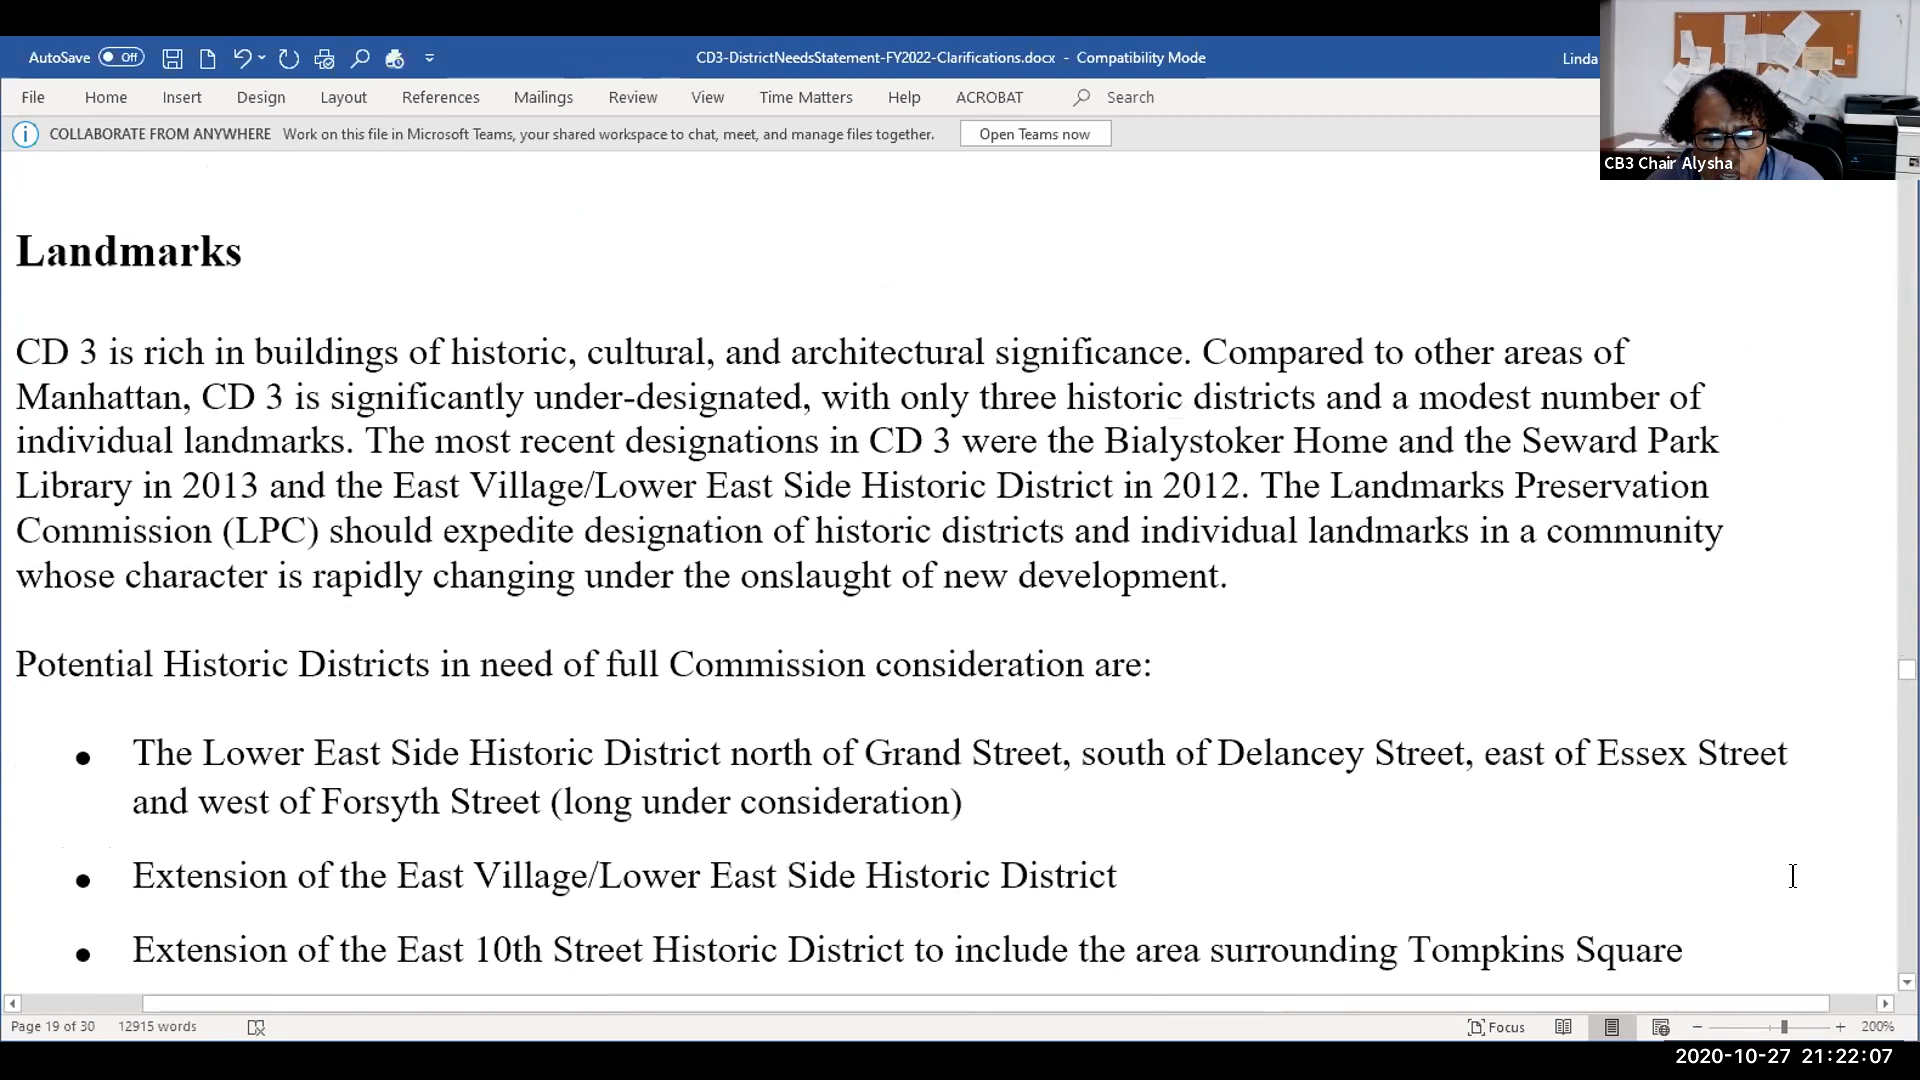 AutoSave Off
CD3-DistrictNeedsStatement-FY2022-Clarifications.docx - Compatibility Mode
Linda
File Home Insert Design Layout References Mailings Review View Time Matters Help ACROBAT Search
COLLABORATE FROM ANYWHERE Work on this file in Microsoft Teams, your shared workspace to chat, meet, and manage files together. Open Teams now
CB3 Chair Alysha
Landmarks
CD 3 is rich in buildings of historic, cultural, and architectural significance. Compared to other areas of
Manhattan, CD 3 is significantly under-designated, with only three historic districts and a modest number of
individual landmarks. The most recent designations in CD 3 were the Bialystoker Home and the Seward Park
Library in 2013 and the East Village/Lower East Side Historic District in 2012. The Landmarks Preservation
Commission (LPC) should expedite designation of historic districts and individual landmarks in a community
whose character is rapidly changing under the onslaught of new development.
Potential Historic Districts in need of full Commission consideration are:
● The Lower East Side Historic District north of Grand Street, south of Delancey Street, east of Essex Street
and west of Forsyth Street (long under consideration)
● Extension of the East Village/Lower East Side Historic District
● Extension of the East 10th Street Historic District to include the area surrounding Tompkins Square
Page 19 of 30 12915 words Focus 200%
2020-10-27 21:22:07